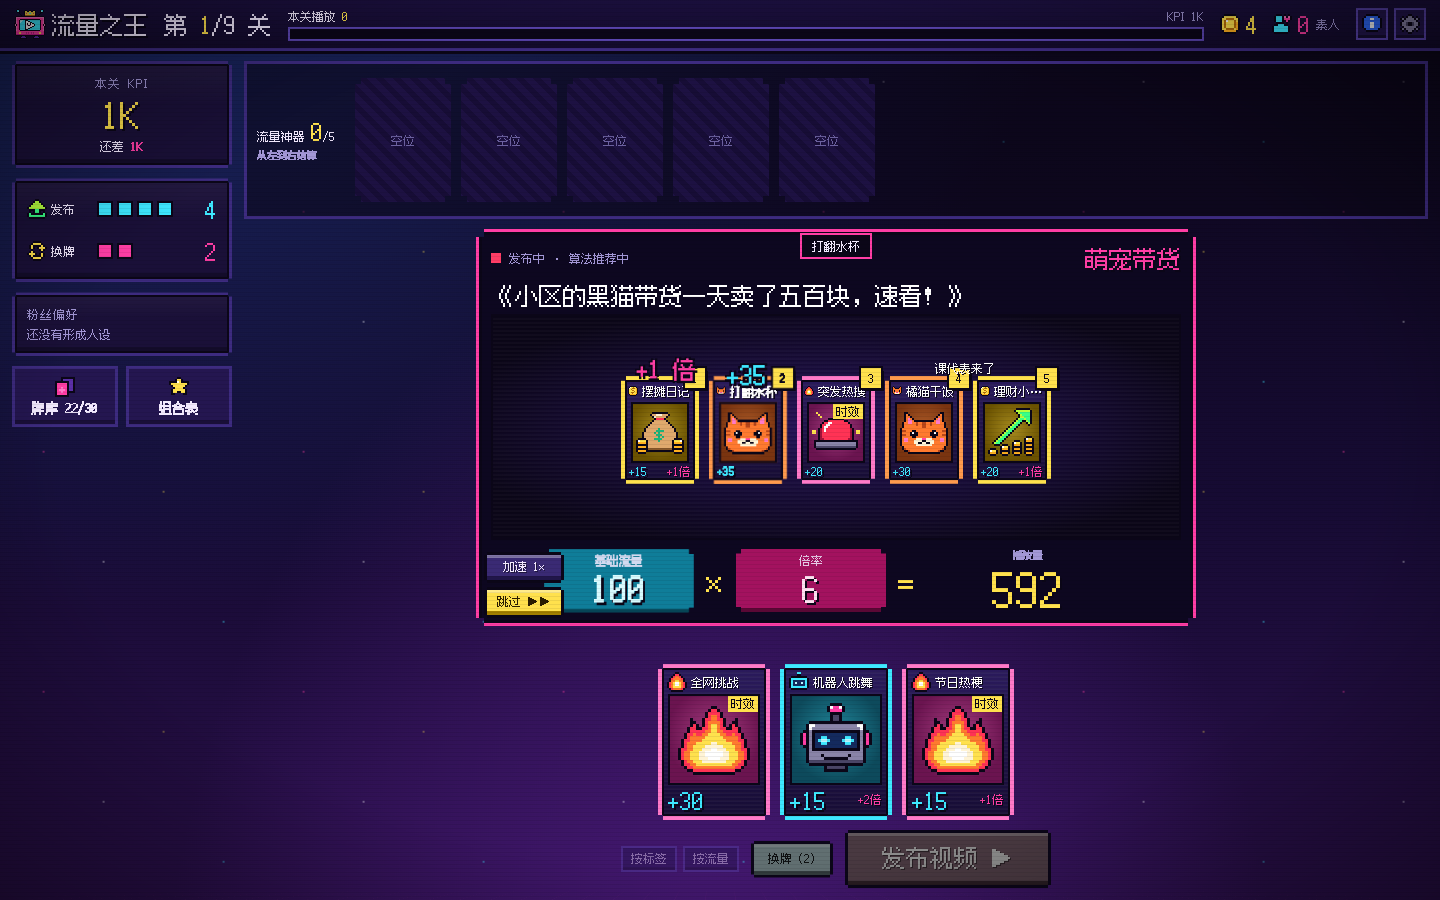 流量之王 第 1/9 关
本关播放 0
KPI 1K
4
0 素人
本关 KPI
1K
还差 1K
发布 4
换牌 2
粉丝偏好
还没有形成人设
牌库 22/30
组合表
流量神器 0/5
从左到右结算
空位
空位
空位
空位
空位
打翻水杯
发布中 · 算法推荐中
萌宠带货
《小区的黑猫带货一天卖了五百块，速看！》
+1 倍
+35
课代表来了
摆摊日记
+15 +1倍
2
打翻水杯
+35
3
突发热搜
时效
+20
4
橘猫干饭
+30
5
理财小…
+20 +1倍
加速 1×
跳过 ▶▶
基础流量
100
×
倍率
6
=
播放量
592
全网挑战
时效
+30
机器人跳舞
+15 +2倍
节日热梗
时效
+15 +1倍
按标签
按流量
换牌 (2)
发布视频 ▶